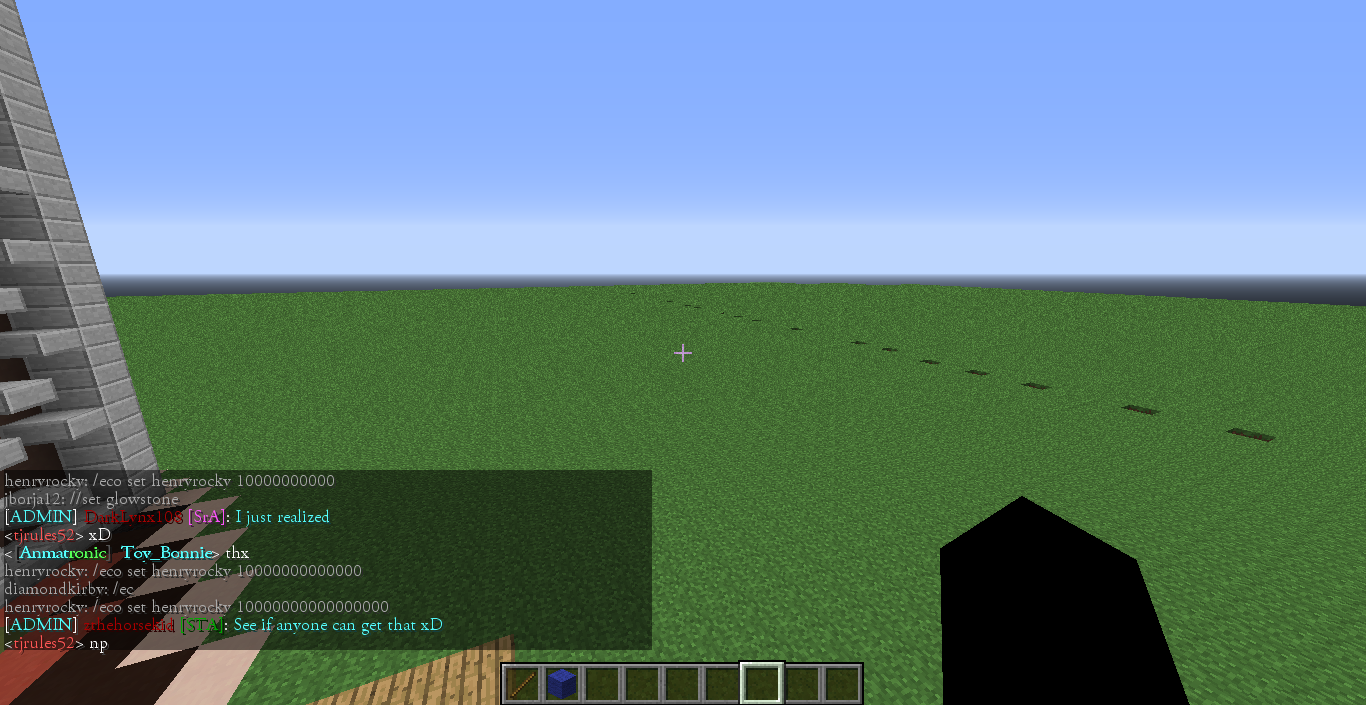 henryrocky: /eco set henryrocky 10000000000
jborja12: //set glowstone
[ADMIN] DarkLynx108 [SrA]: I just realized
<tjrules52> xD
<[Anmatronic] Toy_Bonnie> thx
henryrocky: /eco set henryrocky 10000000000000
diamondkirby: /ec
henryrocky: /eco set henryrocky 10000000000000000
[ADMIN] zthehorsekid [STA]: See if anyone can get that xD
<tjrules52> np